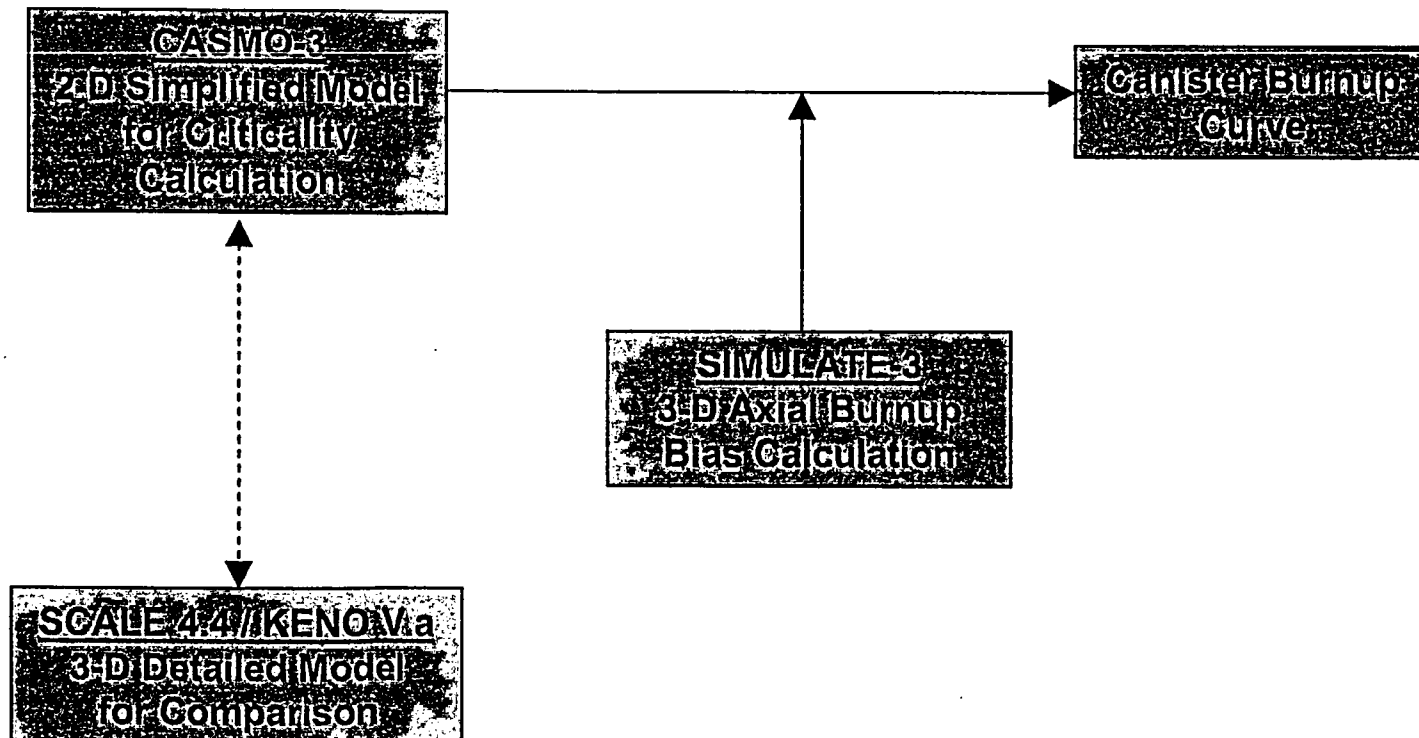 CASMO-3
2-D Simplified Model
for Criticality
Calculation
Canister Burnup
Curve
SIMULATE-3
3-D Axial Burnup
Bias Calculation
SCALE 4.4 / KENO V.a
3-D Detailed Model
for Comparison